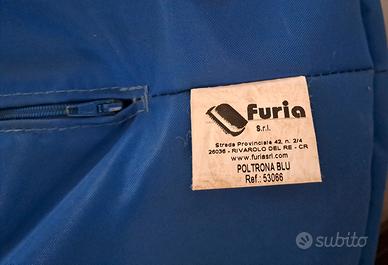 Furia
S.r.l.
Strada Provinciale 42, n. 2/4
26036 - RIVAROLO DEL RE - CR
www.furiasrl.com
POLTRONA BLU
Ref.: 53066
subito